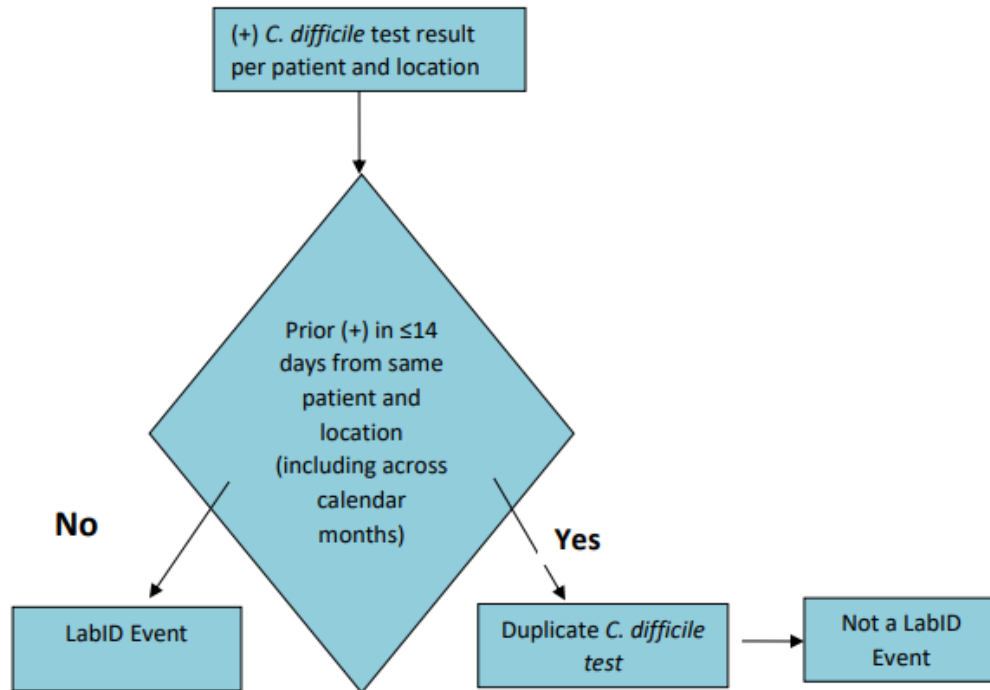 (+) C. difficile test result
per patient and location
Prior (+) in ≤14
days from same
patient and
location
(including across
calendar
months)
No
Yes
LabID Event
Duplicate C. difficile
test
Not a LabID
Event